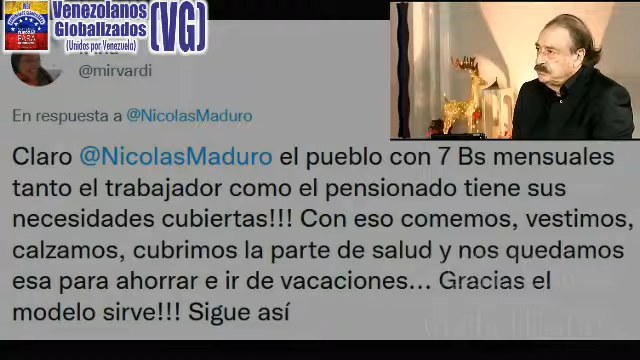 Venezolanos
Globalizados
(Unidos por Venezuela)
(VG)
@mirvardi
En respuesta a @NicolasMaduro
Claro @NicolasMaduro el pueblo con 7 Bs mensuales
tanto el trabajador como el pensionado tiene sus
necesidades cubiertas!!! Con eso comemos, vestimos,
calzamos, cubrimos la parte de salud y nos quedamos
esa para ahorrar e ir de vacaciones... Gracias el
modelo sirve!!! Sigue así